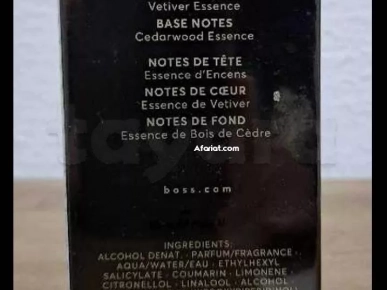 Vetiver Essence
BASE NOTES
Cedarwood Essence
NOTES DE TÊTE
Essence d'Encens
NOTES DE CŒUR
Essence de Vetiver
NOTES DE FOND
Essence de Bois de Cèdre
Afariat.com
tayara
boss.com
INGREDIENTS:
ALCOHOL DENAT. · PARFUM/FRAGRANCE ·
AQUA/WATER/EAU · ETHYLHEXYL
SALICYLATE · COUMARIN · LIMONENE ·
CITRONELLOL · LINALOOL · ALCOHOL ·